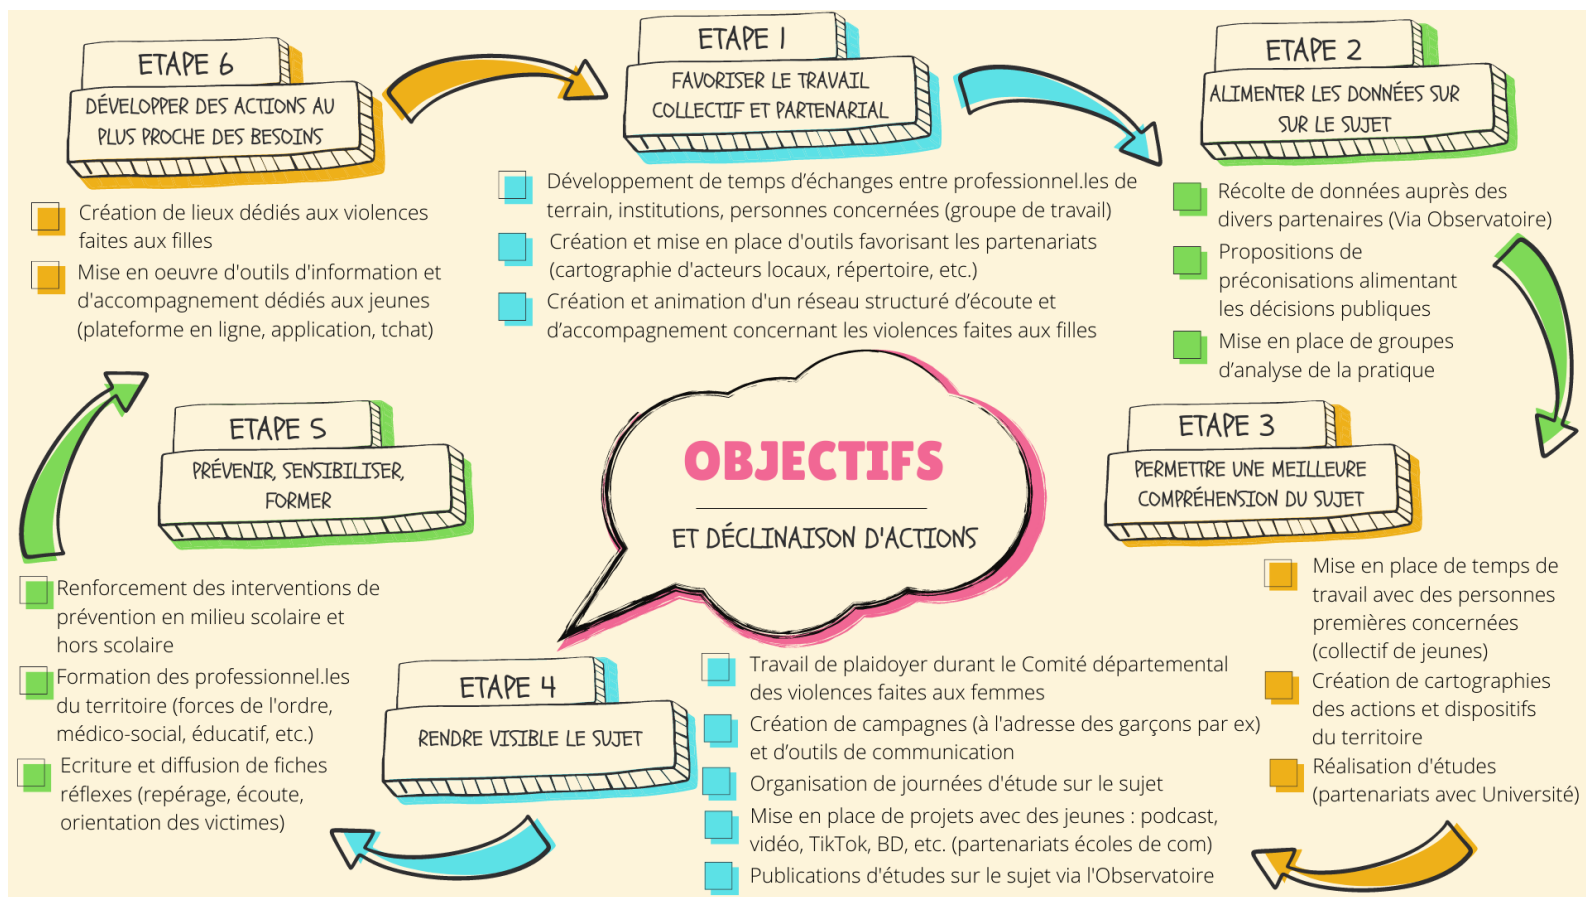 ETAPE 1
FAVORISER LE TRAVAIL
COLLECTIF ET PARTENARIAL
Développement de temps d’échanges entre professionnel.les de
terrain, institutions, personnes concernées (groupe de travail)
Création et mise en place d'outils favorisant les partenariats
(cartographie d'acteurs locaux, répertoire, etc.)
Création et animation d'un réseau structuré d’écoute et
d’accompagnement concernant les violences faites aux filles
ETAPE 2
ALIMENTER LES DONNÉES SUR
SUR LE SUJET
Récolte de données auprès des
divers partenaires (Via Observatoire)
Propositions de
préconisations alimentant
les décisions publiques
Mise en place de groupes
d’analyse de la pratique
ETAPE 3
PERMETTRE UNE MEILLEURE
COMPRÉHENSION DU SUJET
Mise en place de temps de
travail avec des personnes
premières concernées
(collectif de jeunes)
Création de cartographies
des actions et dispositifs
du territoire
Réalisation d'études
(partenariats avec Université)
ETAPE 4
RENDRE VISIBLE LE SUJET
Travail de plaidoyer durant le Comité départemental
des violences faites aux femmes
Création de campagnes (à l'adresse des garçons par ex)
et d’outils de communication
Organisation de journées d'étude sur le sujet
Mise en place de projets avec des jeunes : podcast,
vidéo, TikTok, BD, etc. (partenariats écoles de com)
Publications d'études sur le sujet via l'Observatoire
ETAPE 5
PRÉVENIR, SENSIBILISER,
FORMER
Renforcement des interventions de
prévention en milieu scolaire et
hors scolaire
Formation des professionnel.les
du territoire (forces de l'ordre,
médico-social, éducatif, etc.)
Ecriture et diffusion de fiches
réflexes (repérage, écoute,
orientation des victimes)
ETAPE 6
DÉVELOPPER DES ACTIONS AU
PLUS PROCHE DES BESOINS
Création de lieux dédiés aux violences
faites aux filles
Mise en oeuvre d'outils d'information et
d'accompagnement dédiés aux jeunes
(plateforme en ligne, application, tchat)
OBJECTIFS
ET DÉCLINAISON D'ACTIONS